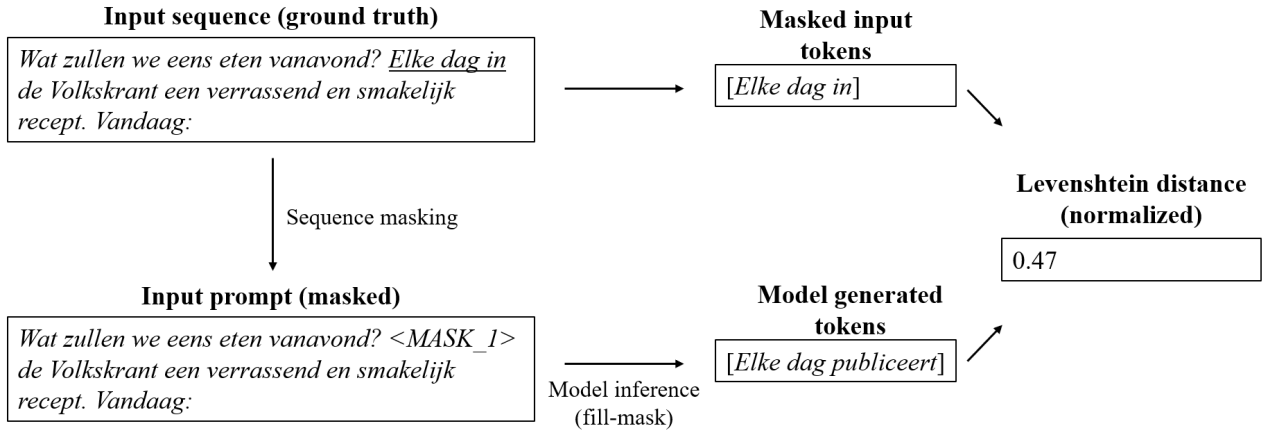 Input sequence (ground truth)
Wat zullen we eens eten vanavond? Elke dag in
de Volkskrant een verrassend en smakelijk
recept. Vandaag:
Masked input
tokens
[Elke dag in]
Sequence masking
Levenshtein distance
(normalized)
0.47
Input prompt (masked)
Wat zullen we eens eten vanavond? <MASK_1>
de Volkskrant een verrassend en smakelijk
recept. Vandaag:
Model inference
(fill-mask)
Model generated
tokens
[Elke dag publiceert]